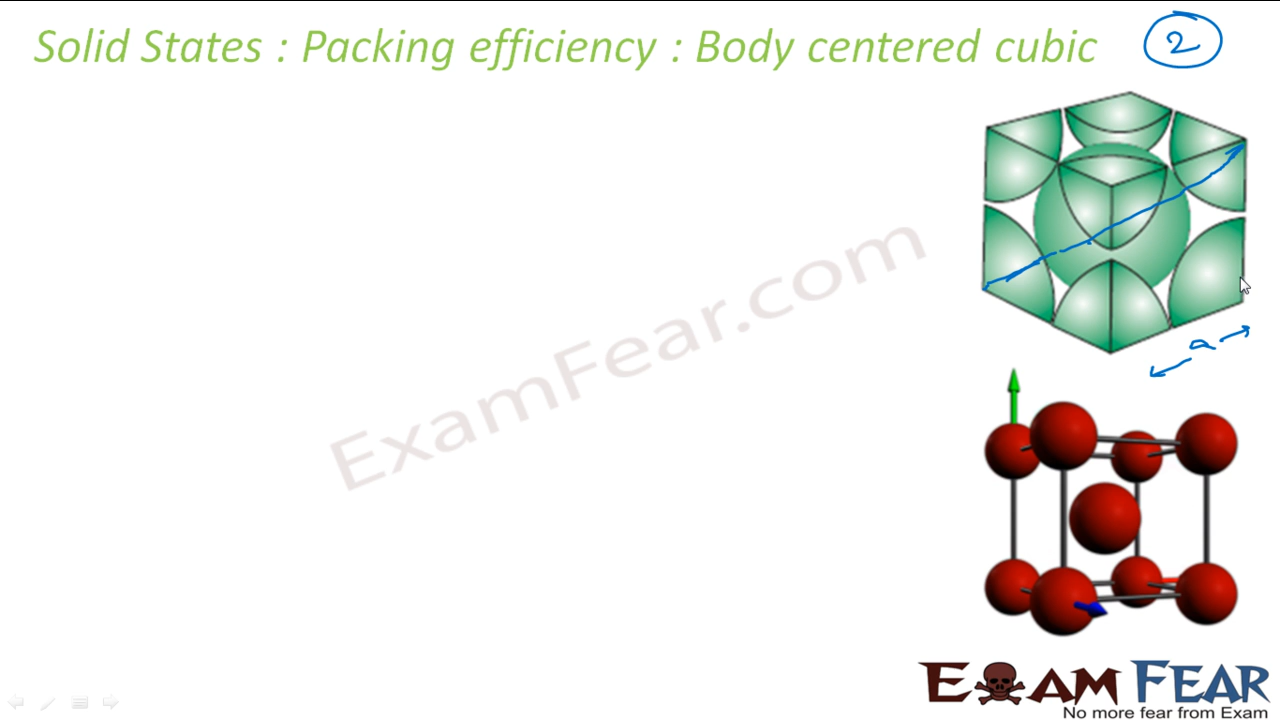 Solid States : Packing efficiency : Body centered cubic
2
a
ExamFear.com
EXAM FEAR
No more fear from Exam